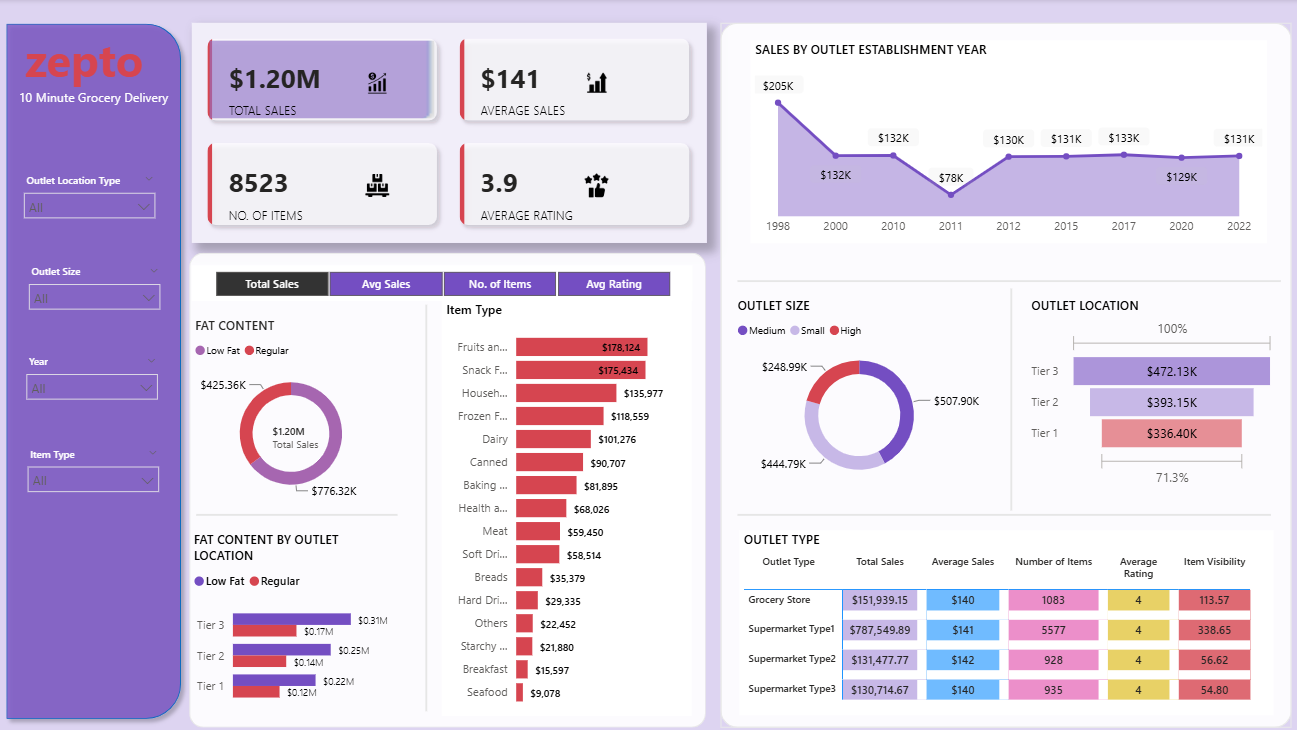 zepto
10 Minute Grocery Delivery
Outlet Location Type
All
Outlet Size
All
Year
All
Item Type
All
$1.20M
TOTAL SALES
$141
AVERAGE SALES
8523
NO. OF ITEMS
3.9
AVERAGE RATING
Total Sales
Avg Sales
No. of Items
Avg Rating
FAT CONTENT
Low Fat Regular
$425.36K
$1.20M
Total Sales
$776.32K
FAT CONTENT BY OUTLET
LOCATION
Low Fat Regular
Tier 3 $0.31M
$0.17M
Tier 2 $0.25M
$0.14M
Tier 1 $0.22M
$0.12M
Item Type
Fruits an... $178,124
Snack F... $175,434
Househ... $135,977
Frozen F... $118,559
Dairy $101,276
Canned $90,707
Baking ... $81,895
Health a... $68,026
Meat $59,450
Soft Dri... $58,514
Breads $35,379
Hard Dri... $29,335
Others $22,452
Starchy ... $21,880
Breakfast $15,597
Seafood $9,078
SALES BY OUTLET ESTABLISHMENT YEAR
$205K
$132K
$132K
$78K
$130K
$131K
$133K
$129K
$131K
1998 2000 2010 2011 2012 2015 2017 2020 2022
OUTLET SIZE
Medium Small High
$248.99K
$507.90K
$444.79K
OUTLET LOCATION
100%
Tier 3 $472.13K
Tier 2 $393.15K
Tier 1 $336.40K
71.3%
OUTLET TYPE
Outlet Type Total Sales Average Sales Number of Items Average Rating Item Visibility
Grocery Store $151,939.15 $140 1083 4 113.57
Supermarket Type1 $787,549.89 $141 5577 4 338.65
Supermarket Type2 $131,477.77 $142 928 4 56.62
Supermarket Type3 $130,714.67 $140 935 4 54.80